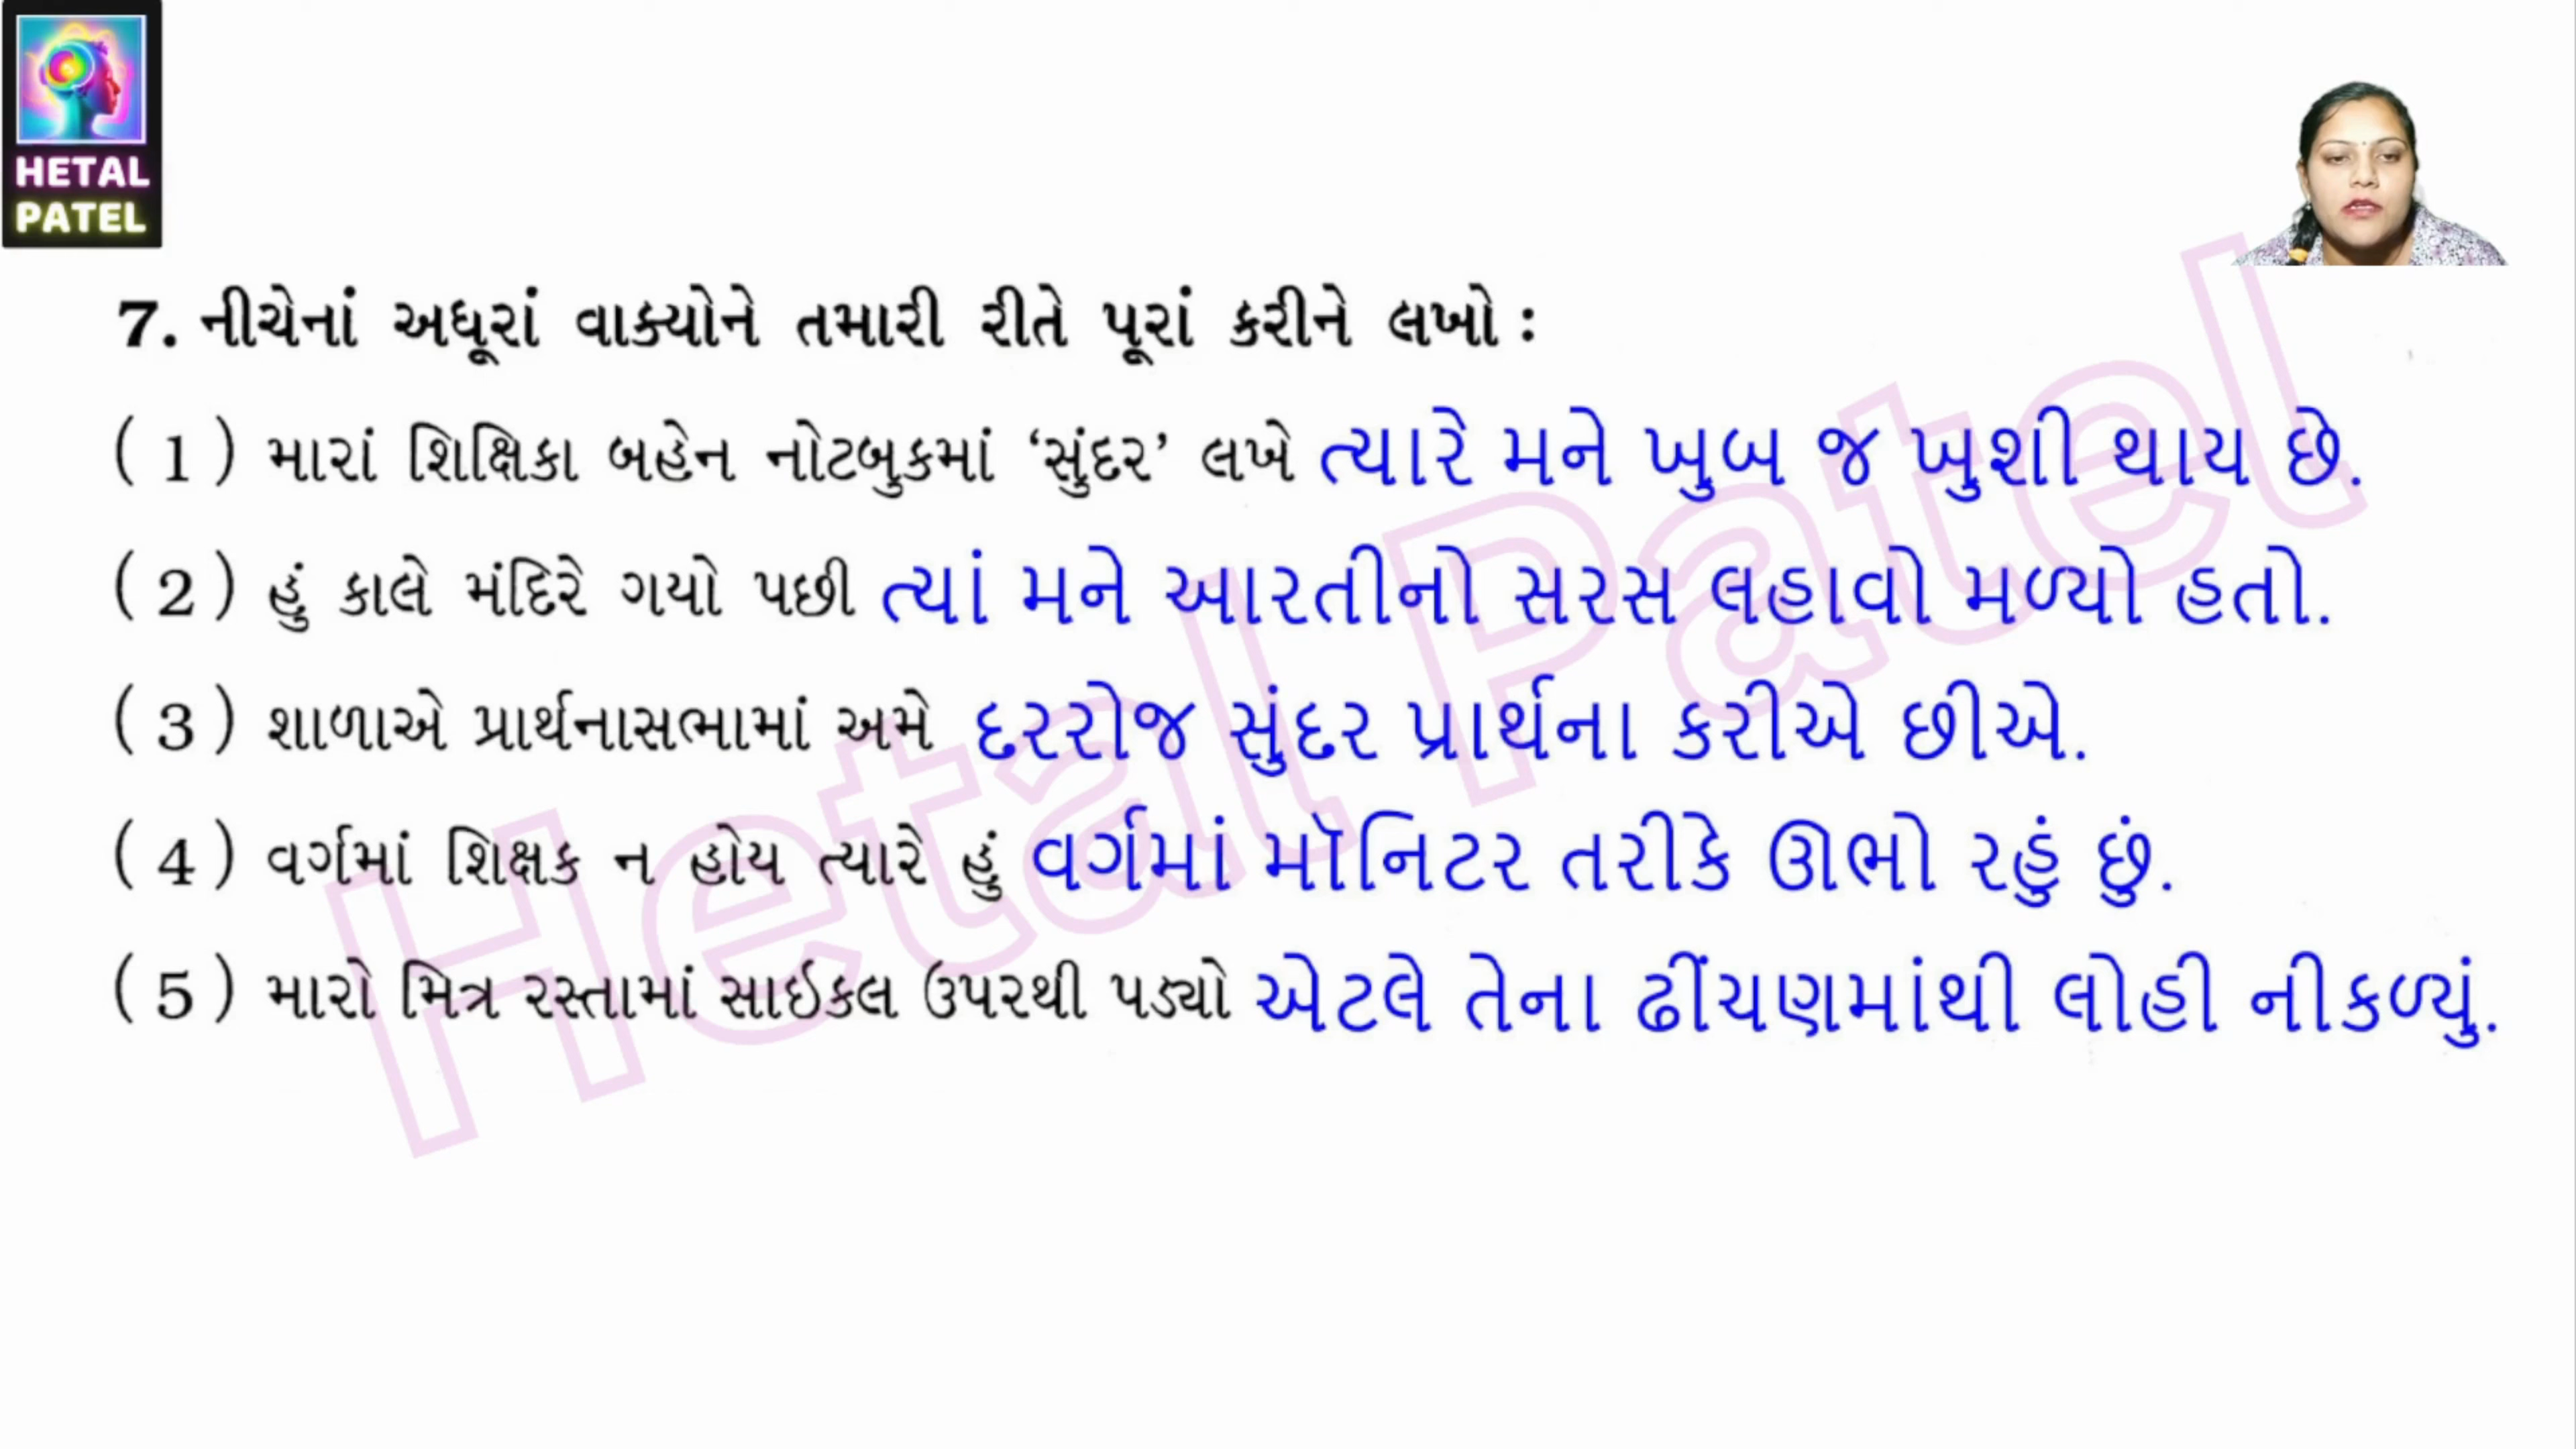 HETAL
PATEL
7. નીચેનાં અધૂરાં વાક્યોને તમારી રીતે પૂરાં કરીને લખો :
( 1 ) મારાં શિક્ષિકા બહેન નોટબુકમાં ‘સુંદર’ લખે ત્યારે મને ખુબ જ ખુશી થાય છે.
( 2 ) હું કાલે મંદિરે ગયો પછી ત્યાં મને આરતીનો સરસ લહાવો મળ્યો હતો.
( 3 ) શાળાએ પ્રાર્થનાસભામાં અમે દરરોજ સુંદર પ્રાર્થના કરીએ છીએ.
( 4 ) વર્ગમાં શિક્ષક ન હોય ત્યારે હું વર્ગમાં મૉનિટર તરીકે ઊભો રહું છું.
( 5 ) મારો મિત્ર રસ્તામાં સાઇકલ ઉપરથી પડ્યો એટલે તેના ઢીંચણમાંથી લોહી નીકળ્યું.
Hetal Patel